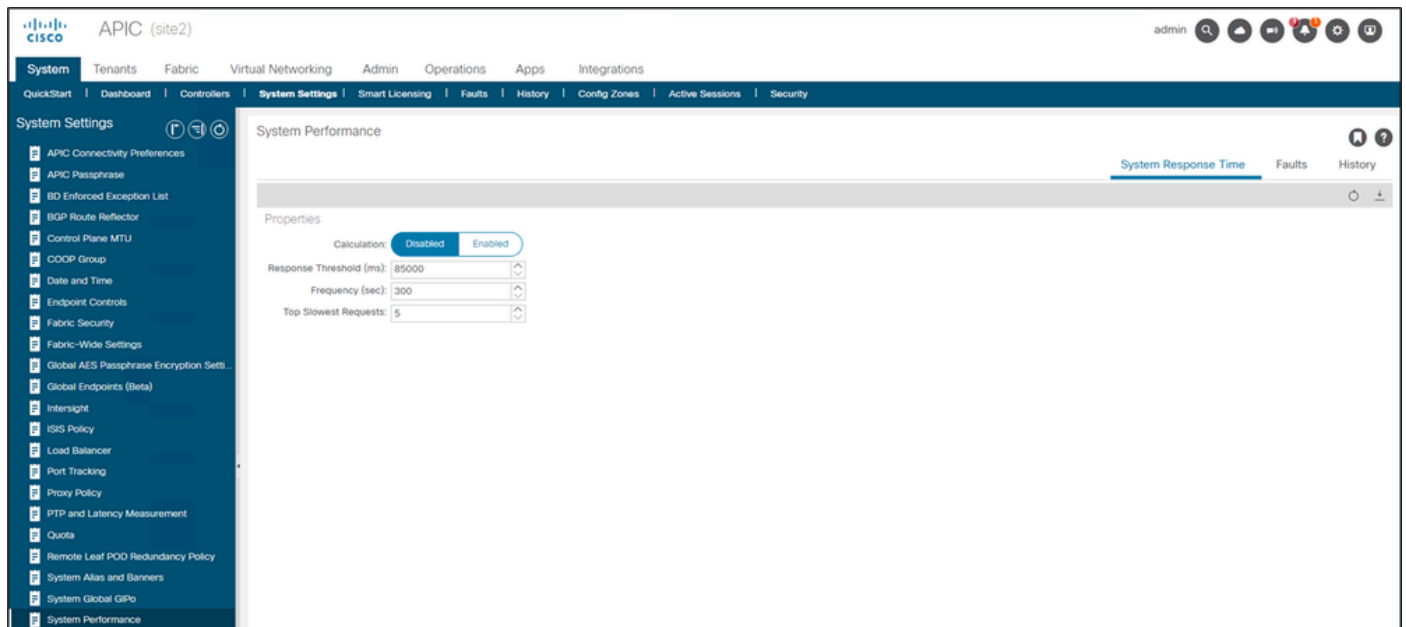 CISCO
APIC (site2)
admin
System Tenants Fabric Virtual Networking Admin Operations Apps Integrations
QuickStart | Dashboard | Controllers | System Settings | Smart Licensing | Faults | History | Config Zones | Active Sessions | Security
System Settings
APIC Connectivity Preferences
APIC Passphrase
BD Enforced Exception List
BGP Route Reflector
Control Plane MTU
COOP Group
Date and Time
Endpoint Controls
Fabric Security
Fabric-Wide Settings
Global AES Passphrase Encryption Setti...
Global Endpoints (Beta)
Intersight
ISIS Policy
Load Balancer
Port Tracking
Proxy Policy
PTP and Latency Measurement
Quota
Remote Leaf POD Redundancy Policy
System Alias and Banners
System Global GIPo
System Performance
System Performance
System Response Time Faults History
Properties
Calculation: Disabled Enabled
Response Threshold (ms): 85000
Frequency (sec): 300
Top Slowest Requests: 5